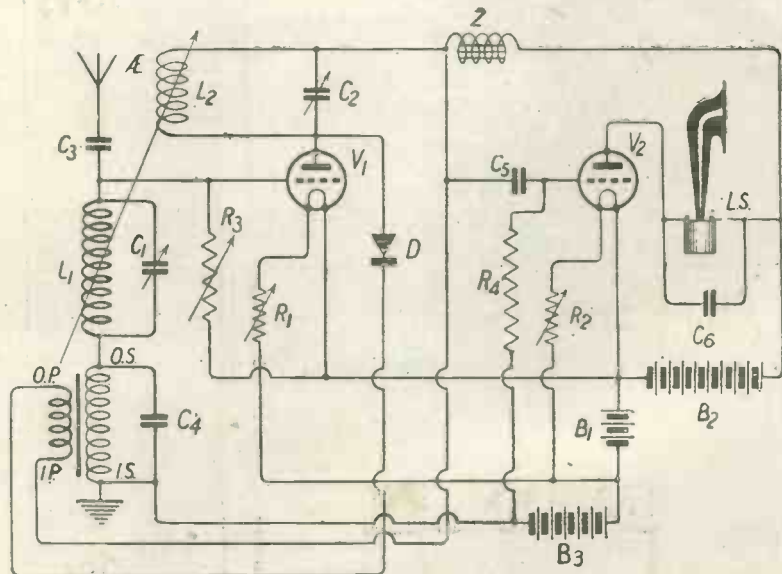 Æ
L2
Z
C2
C3
V1
V2
C5
L.S.
R3
C1
L1
D
R4
R1
R2
C6
O.P.
O.S.
C4
B1
B2
I.P.
I.S.
B3